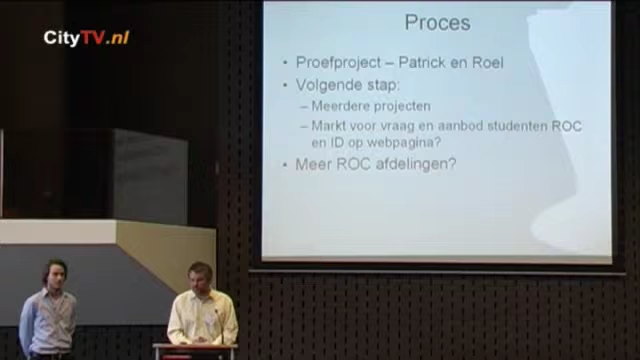 CityTV.nl
Proces
• Proefproject – Patrick en Roel
• Volgende stap:
– Meerdere projecten
– Markt voor vraag en aanbod studenten ROC
en ID op webpagina?
• Meer ROC afdelingen?